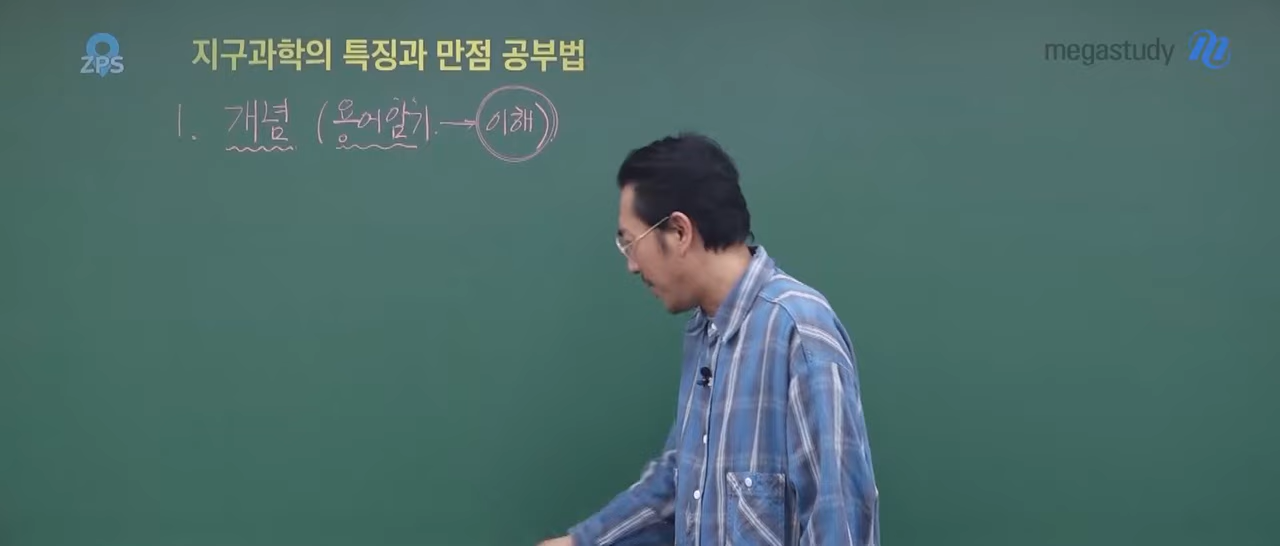 ZPS
지구과학의 특징과 만점 공부법
megastudy
1. 개념 (용어암기. → 이해)